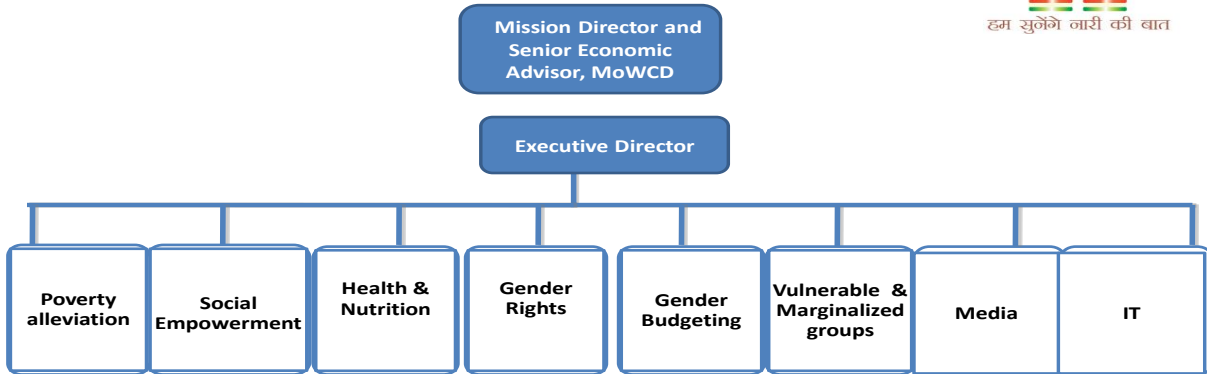 हम सुनेंगे नारी की बात
Mission Director and
Senior Economic
Advisor, MoWCD
Executive Director
Poverty
alleviation
Social
Empowerment
Health &
Nutrition
Gender
Rights
Gender
Budgeting
Vulnerable &
Marginalized
groups
Media
IT